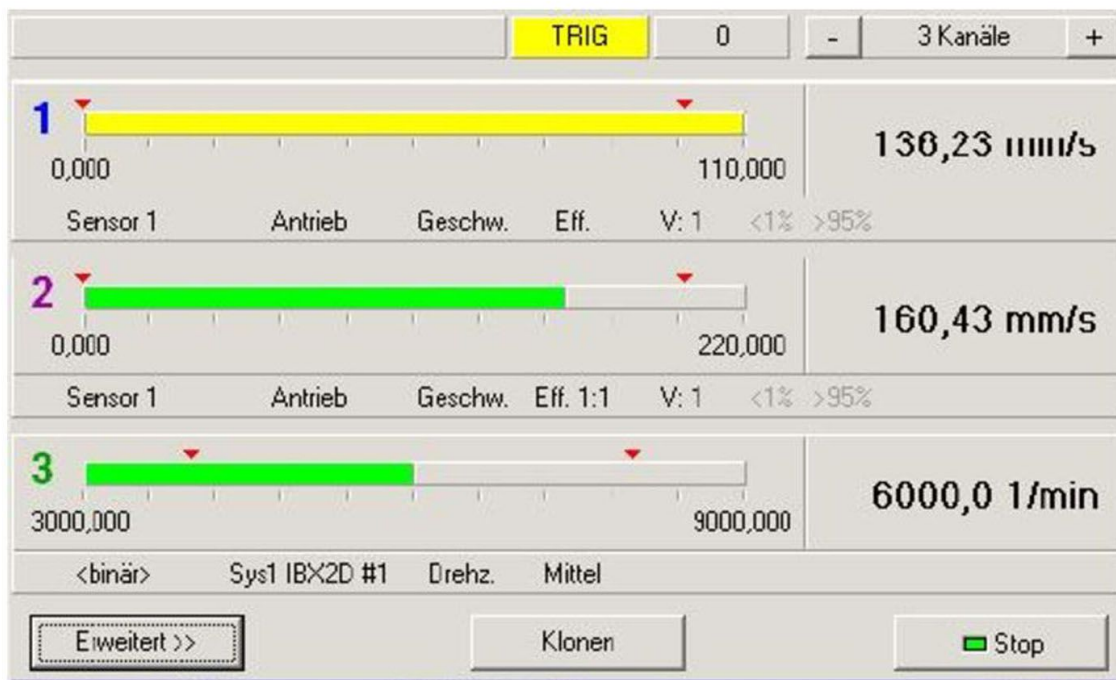 TRIG 0 - 3 Kanäle +
1
136,23 mm/s
0,000 110,000
Sensor 1 Antrieb Geschw. Eff. V: 1 <1% >95%
2
160,43 mm/s
0,000 220,000
Sensor 1 Antrieb Geschw. Eff. 1:1 V: 1 <1% >95%
3
6000,0 1/min
3000,000 9000,000
<binär> Sys1 IBX2D #1 Drehz. Mittel
Erweitert >> Klonen Stop